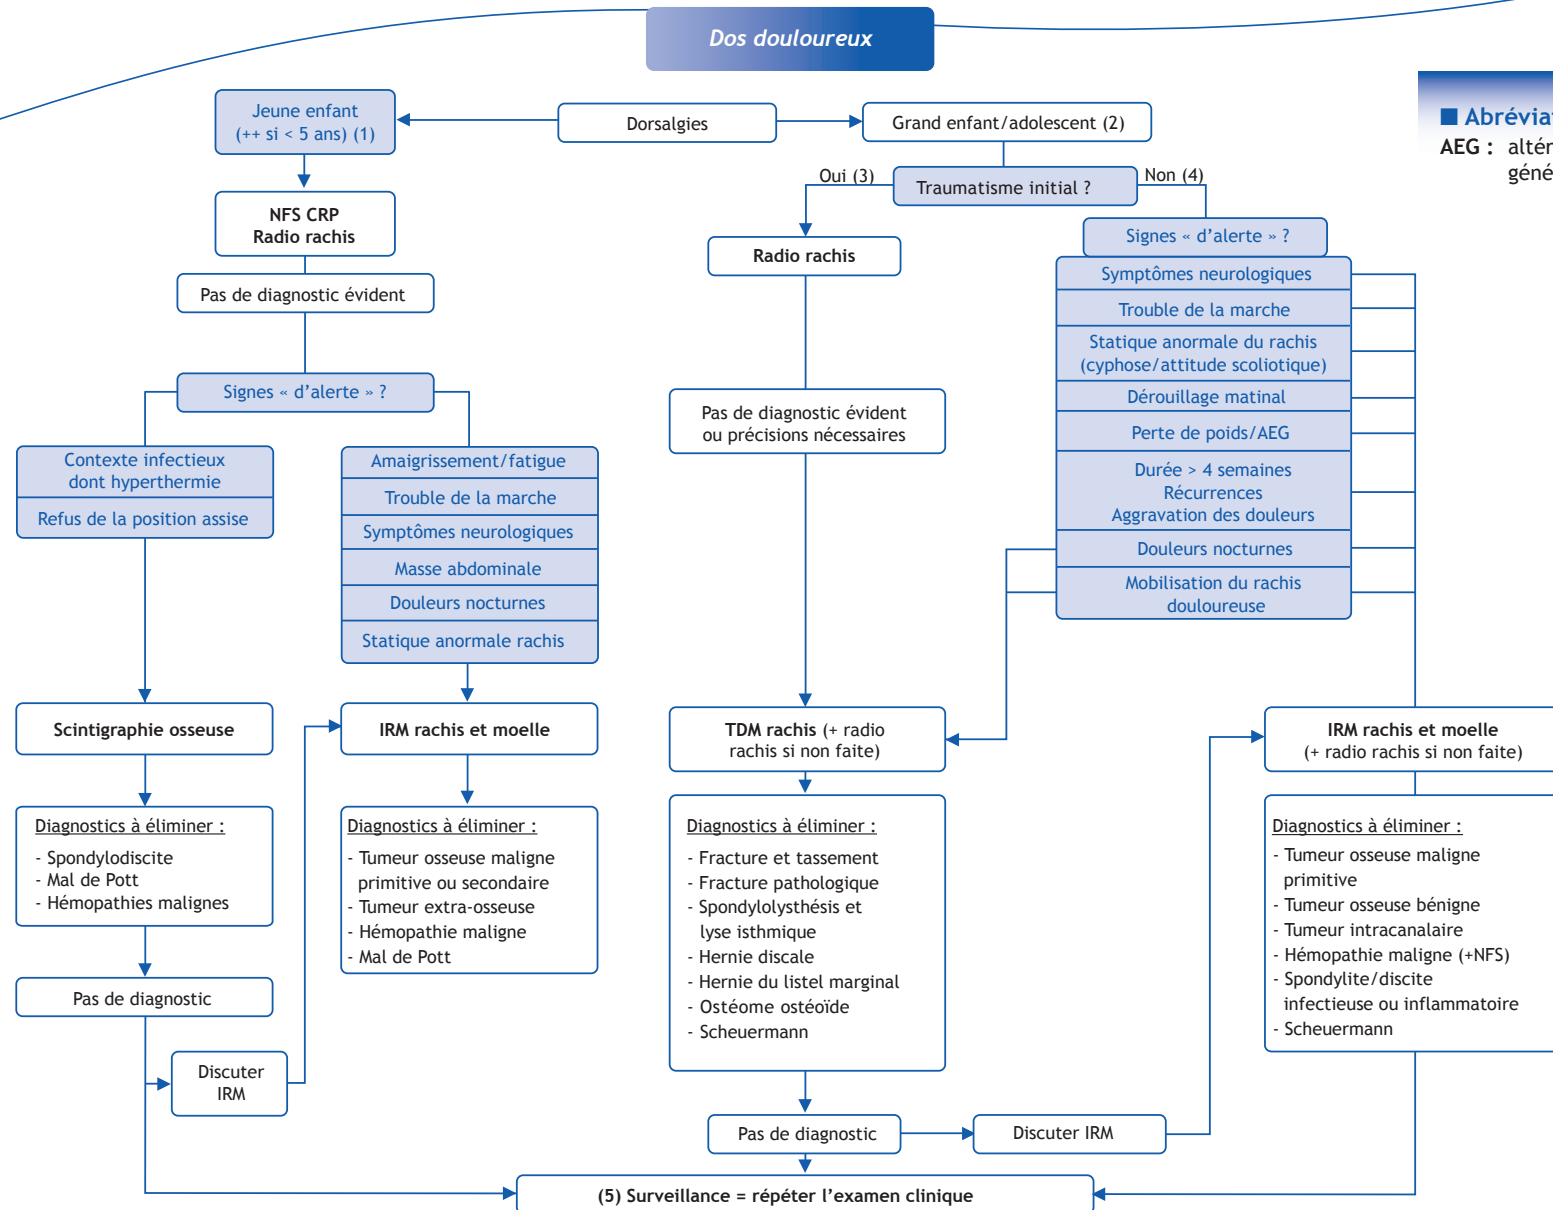 Dos douloureux
Jeune enfant
(++ si < 5 ans) (1)
Dorsalgies
Grand enfant/adolescent (2)
■ Abrévia
AEG : altér
géné
Oui (3)
Traumatisme initial ?
Non (4)
NFS CRP
Radio rachis
Pas de diagnostic évident
Signes « d’alerte » ?
Contexte infectieux
dont hyperthermie
Refus de la position assise
Amaigrissement/fatigue
Trouble de la marche
Symptômes neurologiques
Masse abdominale
Douleurs nocturnes
Statique anormale rachis
Radio rachis
Pas de diagnostic évident
ou précisions nécessaires
Signes « d’alerte » ?
Symptômes neurologiques
Trouble de la marche
Statique anormale du rachis
(cyphose/attitude scoliotique)
Dérouillage matinal
Perte de poids/AEG
Durée > 4 semaines
Récurrences
Aggravation des douleurs
Douleurs nocturnes
Mobilisation du rachis
douloureuse
Scintigraphie osseuse
IRM rachis et moelle
TDM rachis (+ radio
rachis si non faite)
IRM rachis et moelle
(+ radio rachis si non faite)
Diagnostics à éliminer :
- Spondylodiscite
- Mal de Pott
- Hémopathies malignes
Diagnostics à éliminer :
- Tumeur osseuse maligne
primitive ou secondaire
- Tumeur extra-osseuse
- Hémopathie maligne
- Mal de Pott
Diagnostics à éliminer :
- Fracture et tassement
- Fracture pathologique
- Spondylolysthésis et
lyse isthmique
- Hernie discale
- Hernie du listel marginal
- Ostéome ostéoïde
- Scheuermann
Diagnostics à éliminer :
- Tumeur osseuse maligne
primitive
- Tumeur osseuse bénigne
- Tumeur intracanalaire
- Hémopathie maligne (+NFS)
- Spondylite/discite
infectieuse ou inflammatoire
- Scheuermann
Pas de diagnostic
Discuter
IRM
Pas de diagnostic
Discuter IRM
(5) Surveillance = répéter l’examen clinique